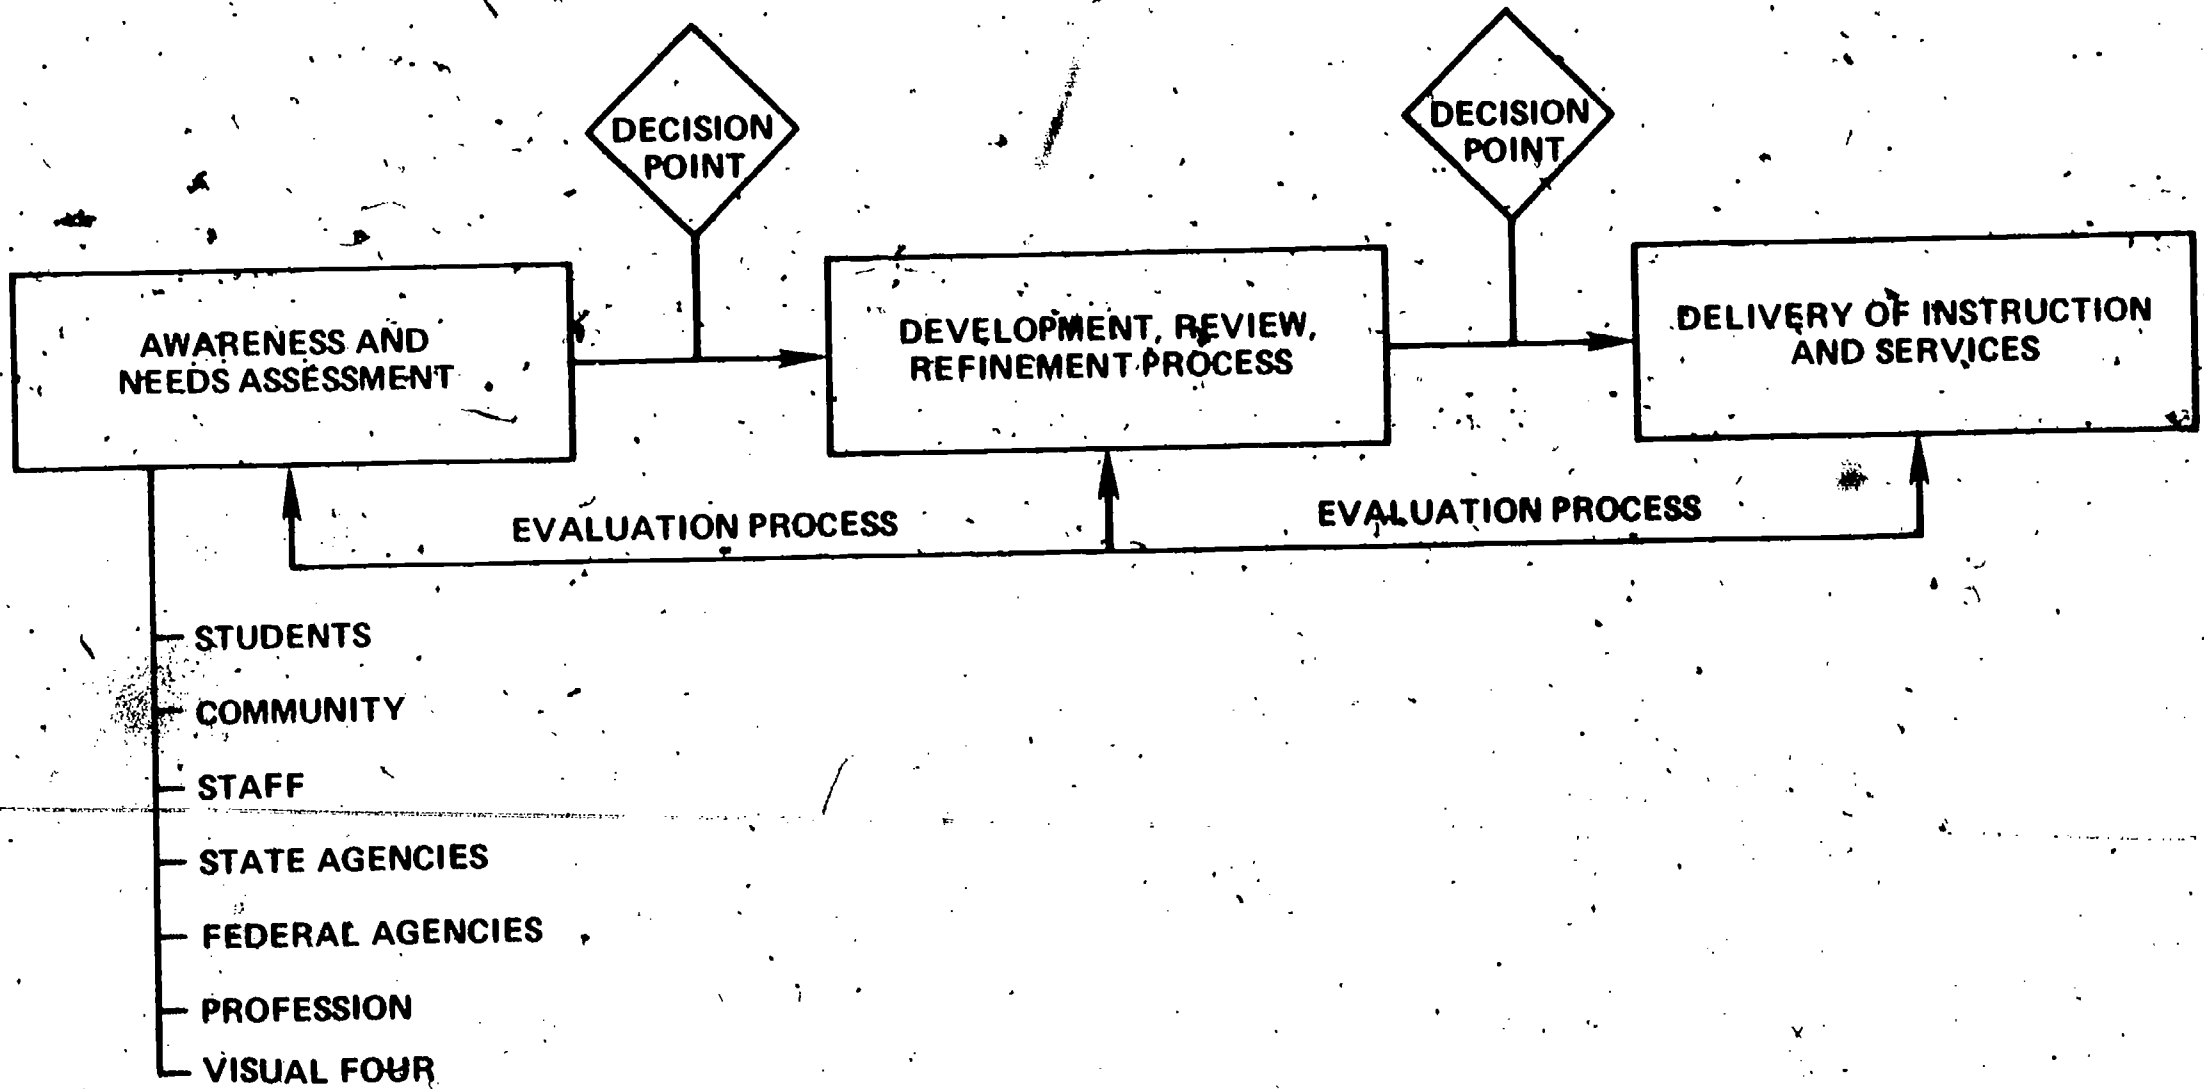 DECISION
POINT
DECISION
POINT
AWARENESS AND
NEEDS ASSESSMENT
DEVELOPMENT, REVIEW,
REFINEMENT PROCESS
DELIVERY OF INSTRUCTION
AND SERVICES
EVALUATION PROCESS
EVALUATION PROCESS
STUDENTS
COMMUNITY
STAFF
STATE AGENCIES
FEDERAL AGENCIES
PROFESSION
VISUAL FOUR